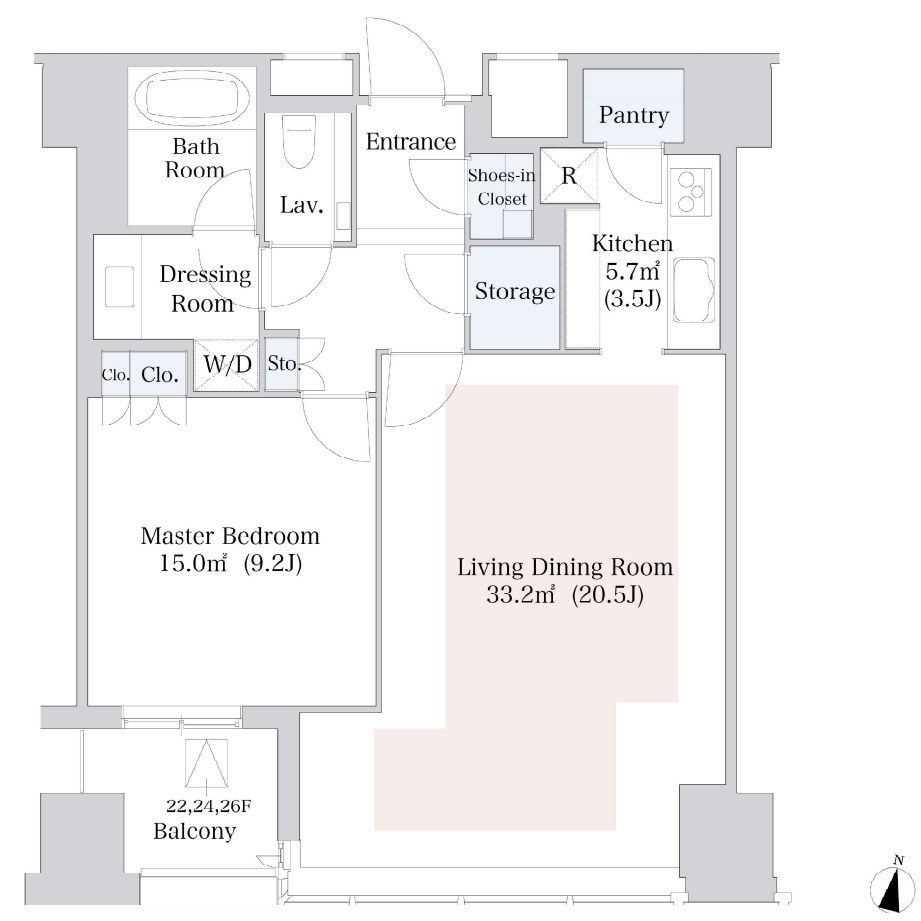 Bath
Room
Lav.
Entrance
Pantry
Shoes-in
Closet
R
Kitchen
5.7㎡
(3.5J)
Dressing
Room
Storage
Clo.
Clo.
W/D
Sto.
Master Bedroom
15.0㎡ (9.2J)
Living Dining Room
33.2㎡ (20.5J)
22,24,26F
Balcony
N